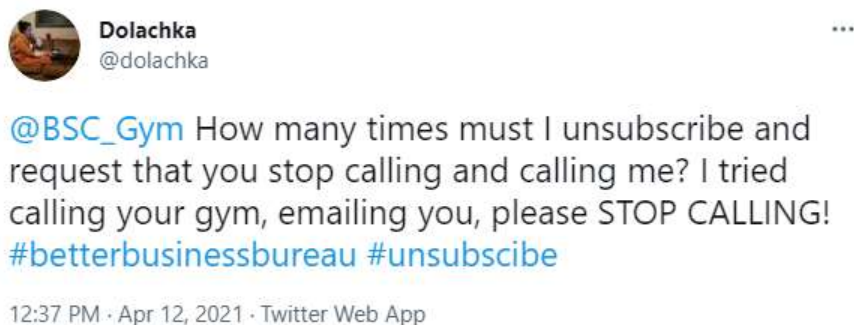 Dolachka
@dolachka
@BSC_Gym How many times must I unsubscribe and
request that you stop calling and calling me? I tried
calling your gym, emailing you, please STOP CALLING!
#betterbusinessbureau #unsubscibe
12:37 PM · Apr 12, 2021 · Twitter Web App